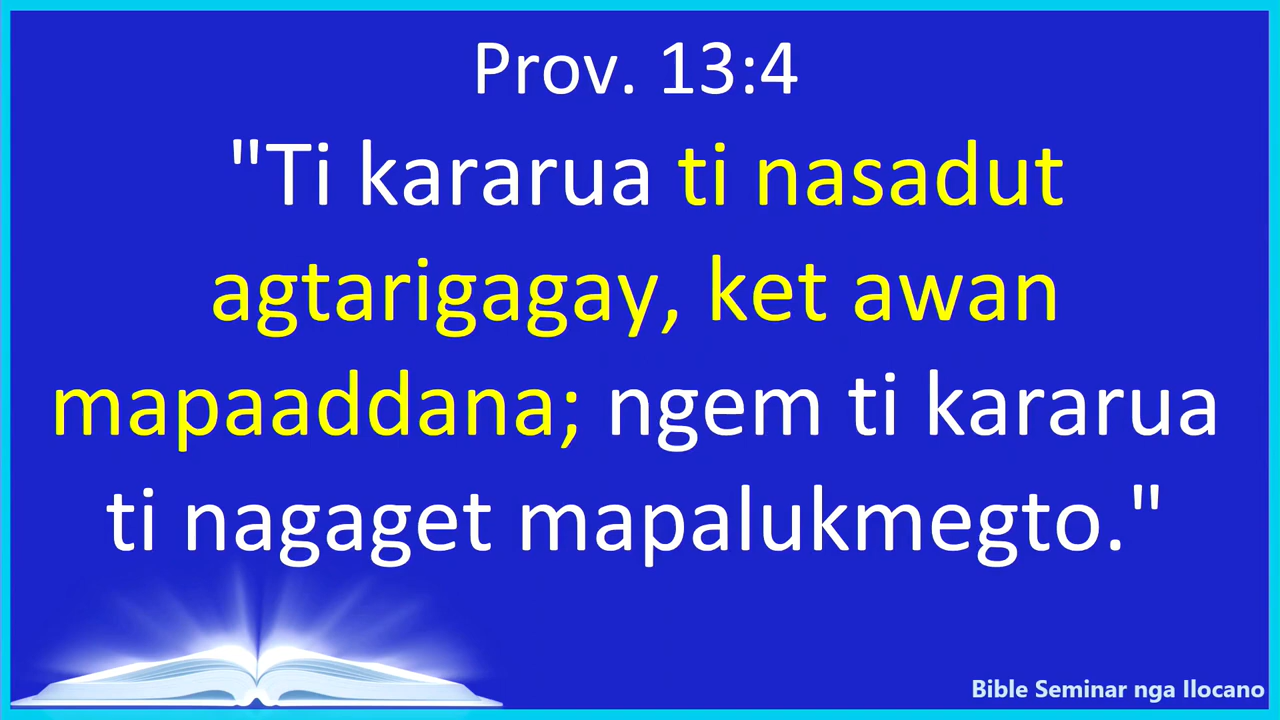 Prov. 13:4
"Ti kararua ti nasadut
agtarigagay, ket awan
mapaaddana; ngem ti kararua
ti nagaget mapalukmegto."
Bible Seminar nga Ilocano